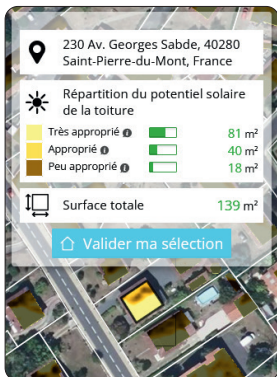 230 Av. Georges Sabde, 40280
Saint-Pierre-du-Mont, France
Répartition du potentiel solaire
de la toiture
Très approprié 81 m²
Approprié 40 m²
Peu approprié 18 m²
Surface totale 139 m²
Valider ma sélection